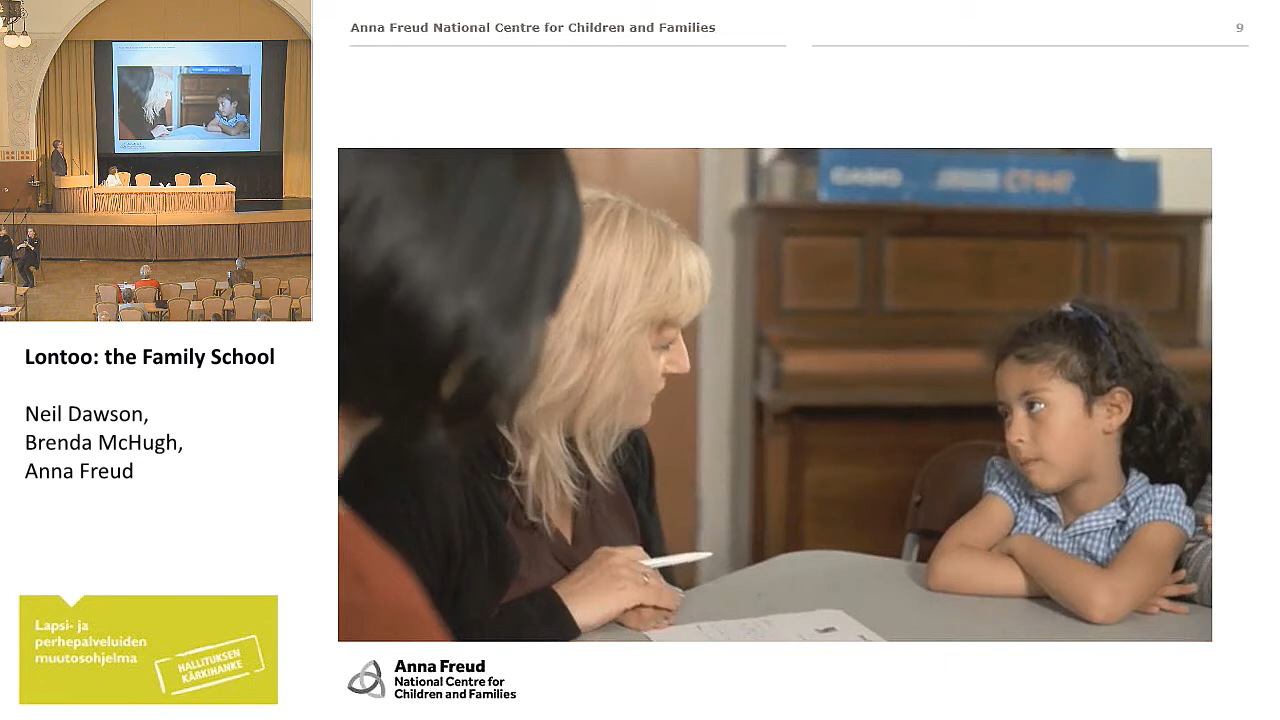 Anna Freud National Centre for Children and Families
9
CASIO
Lontoo: the Family School
Neil Dawson,
Brenda McHugh,
Anna Freud
Lapsi- ja
perhepalveluiden
muutosohjelma
HALLITUKSEN
KÄRKIHANKE
Anna Freud
National Centre for
Children and Families